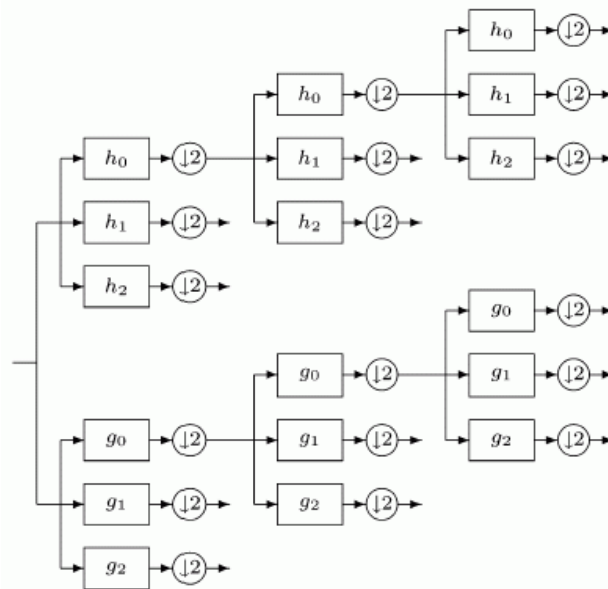 h₀ ↓2
h₀ ↓2 h₁ ↓2
h₀ ↓2 h₁ ↓2 h₂ ↓2
h₁ ↓2 h₂ ↓2
h₂ ↓2
g₀ ↓2
g₀ ↓2 g₁ ↓2
g₀ ↓2 g₁ ↓2 g₂ ↓2
g₁ ↓2 g₂ ↓2
g₂ ↓2